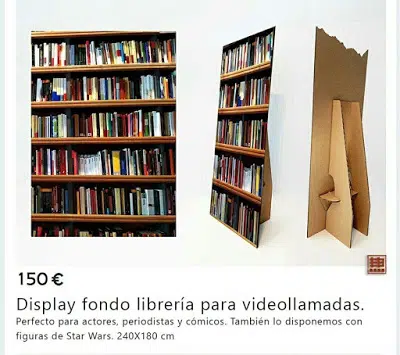 150 €
Display fondo librería para videollamadas.
Perfecto para actores, periodistas y cómicos. También lo disponemos con
figuras de Star Wars. 240X180 cm